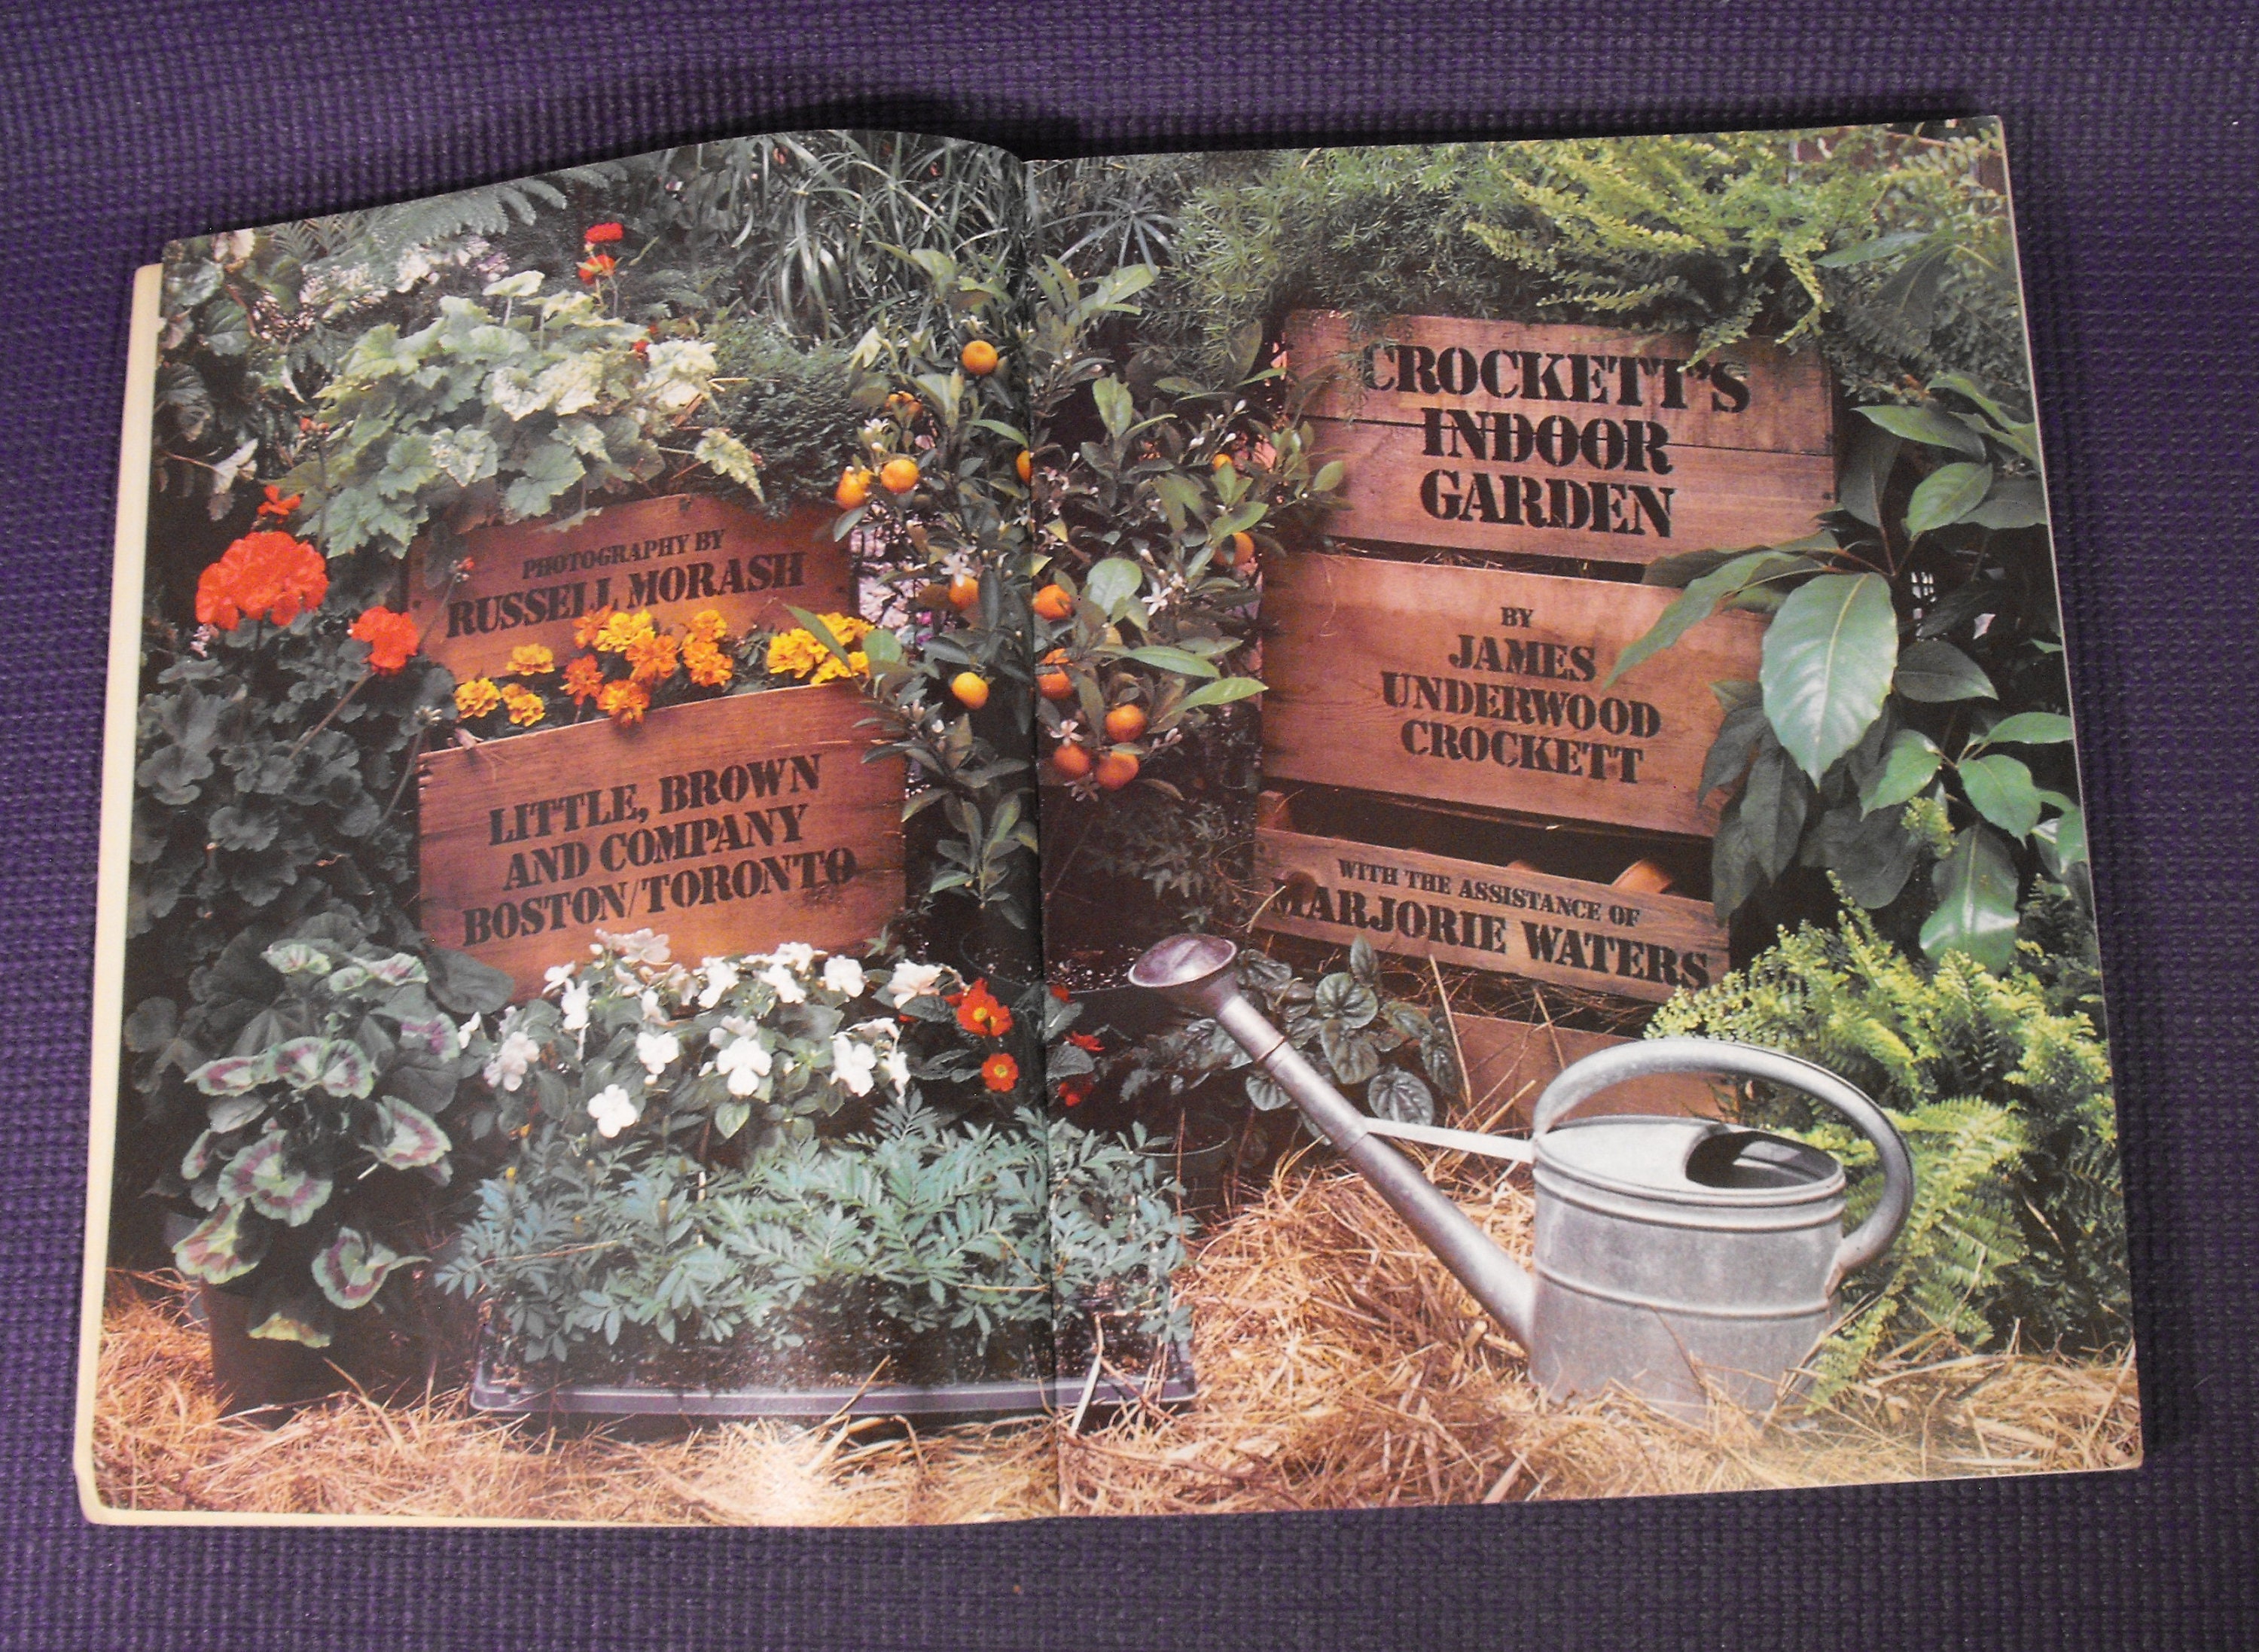 PHOTOGRAPHY BY
RUSSELL MORASH
LITTLE, BROWN
AND COMPANY
BOSTON/TORONTO
CROCKETT'S
INDOOR
GARDEN
BY
JAMES
UNDERWOOD
CROCKETT
WITH THE ASSISTANCE OF
MARJORIE WATERS